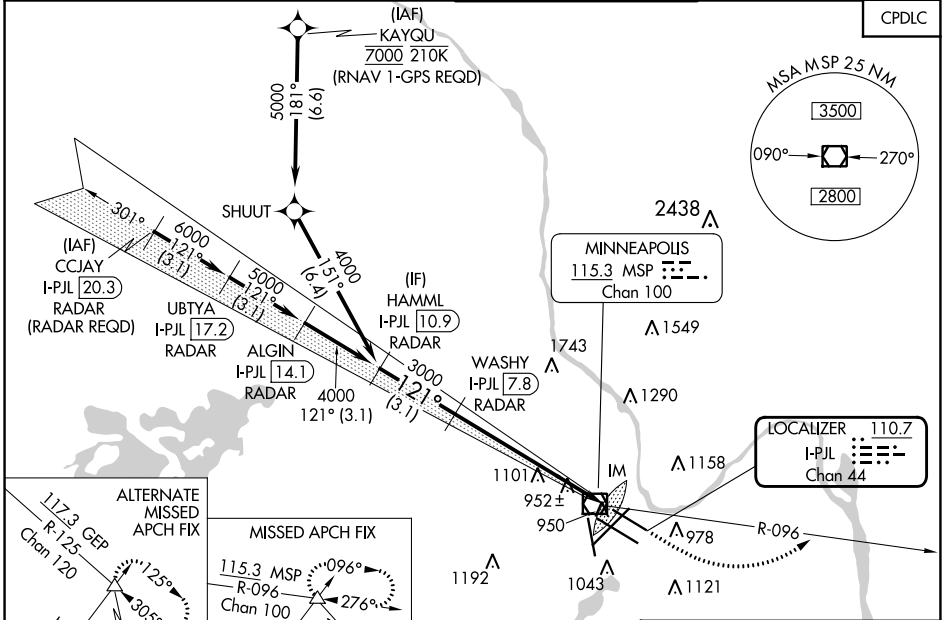 CPDLC
(IAF)
KAYQU
7000 210K
(RNAV 1-GPS REQD)
5000
181°
(6.6)
MSA MSP 25 NM
3500
090°
270°
2800
SHUUT
4000
151°
(6.4)
2438
MINNEAPOLIS
115.3 MSP
Chan 100
301°
(IAF)
CCJAY
I-PJL 20.3
RADAR
(RADAR REQD)
6000
121°
(3.1)
UBTYA
I-PJL 17.2
RADAR
5000
121°
(3.1)
ALGIN
I-PJL 14.1
RADAR
4000
121° (3.1)
(IF)
HAMML
I-PJL 10.9
RADAR
3000
121°
(3.1)
WASHY
I-PJL 7.8
RADAR
1743
1549
1290
LOCALIZER 110.7
I-PJL
Chan 44
1158
1101
952±
950
IM
978
R-096
1192
1043
1121
ALTERNATE
MISSED
APCH FIX
117.3 GEP
R-125
Chan 120
125°
305°
MISSED APCH FIX
115.3 MSP
R-096
Chan 100
096°
276°